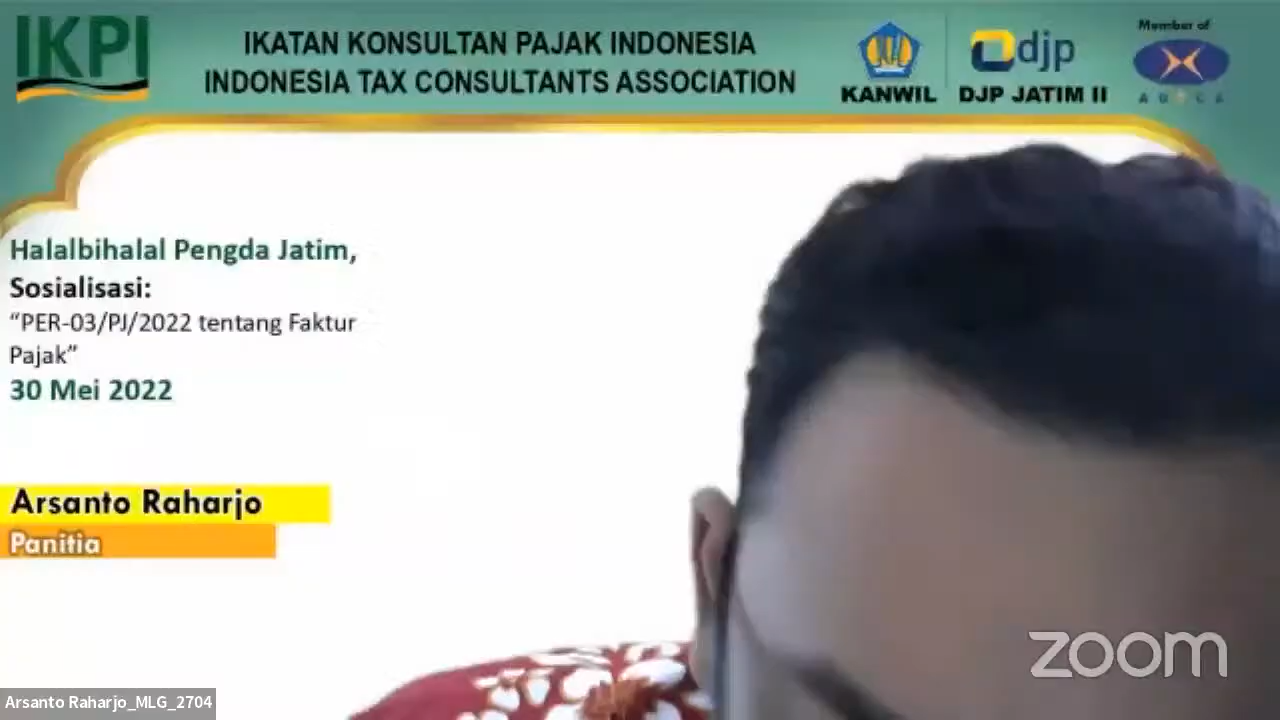 IKPI
IKATAN KONSULTAN PAJAK INDONESIA
INDONESIA TAX CONSULTANTS ASSOCIATION
KANWIL
djp
DJP JATIM II
Member of
Halalbihalal Pengda Jatim,
Sosialisasi:
“PER-03/PJ/2022 tentang Faktur
Pajak”
30 Mei 2022
Arsanto Raharjo
Panitia
zoom
Arsanto Raharjo_MLG_2704